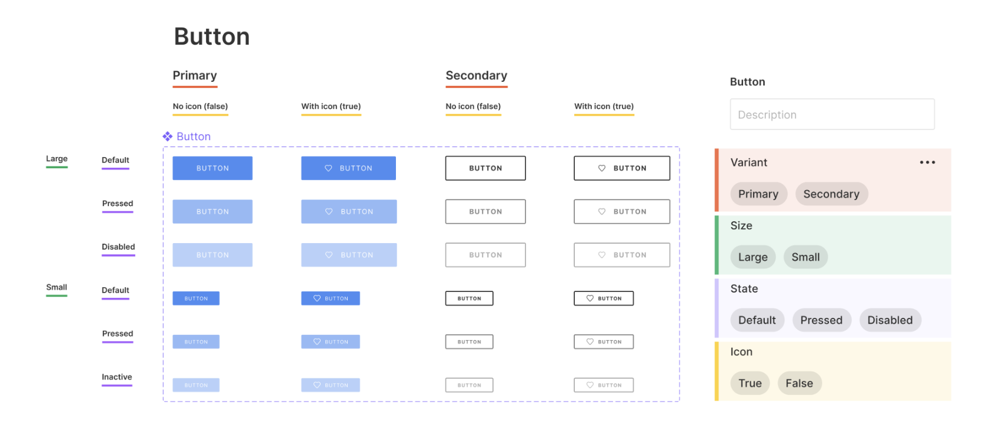 Button
Primary
Secondary
No icon (false)
With icon (true)
No icon (false)
With icon (true)
Button
Large
Default
BUTTON
BUTTON
BUTTON
BUTTON
Pressed
BUTTON
BUTTON
BUTTON
BUTTON
Disabled
BUTTON
BUTTON
BUTTON
BUTTON
Small
Default
BUTTON
BUTTON
BUTTON
BUTTON
Pressed
BUTTON
BUTTON
BUTTON
BUTTON
Inactive
BUTTON
BUTTON
BUTTON
BUTTON
Button
Description
Variant
Primary
Secondary
Size
Large
Small
State
Default
Pressed
Disabled
Icon
True
False